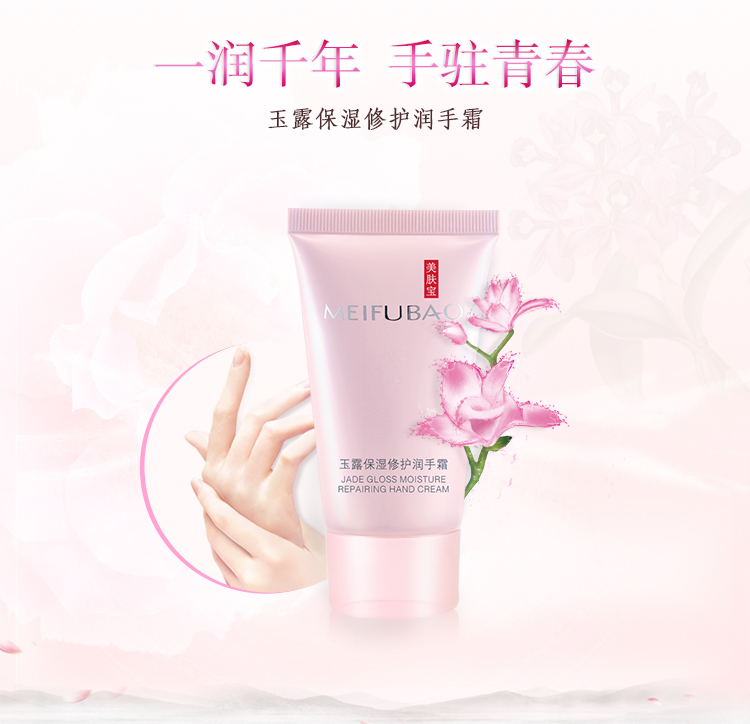 一润千年 手驻青春
玉露保湿修护润手霜
美肤宝
MEIFUBAO
玉露保湿修护润手霜
JADE GLOSS MOISTURE
REPAIRING HAND CREAM